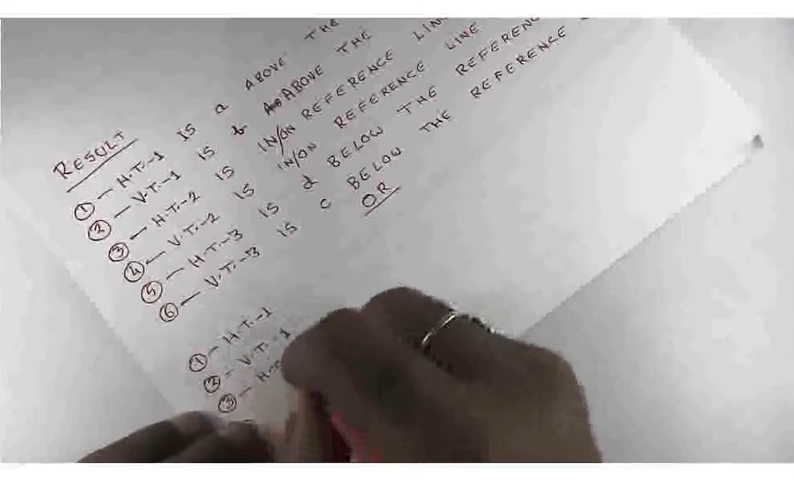 RESULT
① — H.T.-1 IS a ABOVE THE
② — V.T.-1 IS b ABOVE THE
③ — H.T.-2 IS IN/ON REFERENCE LINE
④ — V.T.-2 IS IN/ON REFERENCE LINE
⑤ — H.T.-3 IS d BELOW THE REFERENCE
⑥ — V.T.-3 IS c BELOW THE REFERENCE
OR
① — H.T.-1
② — V.T.-1
③ — H.T.